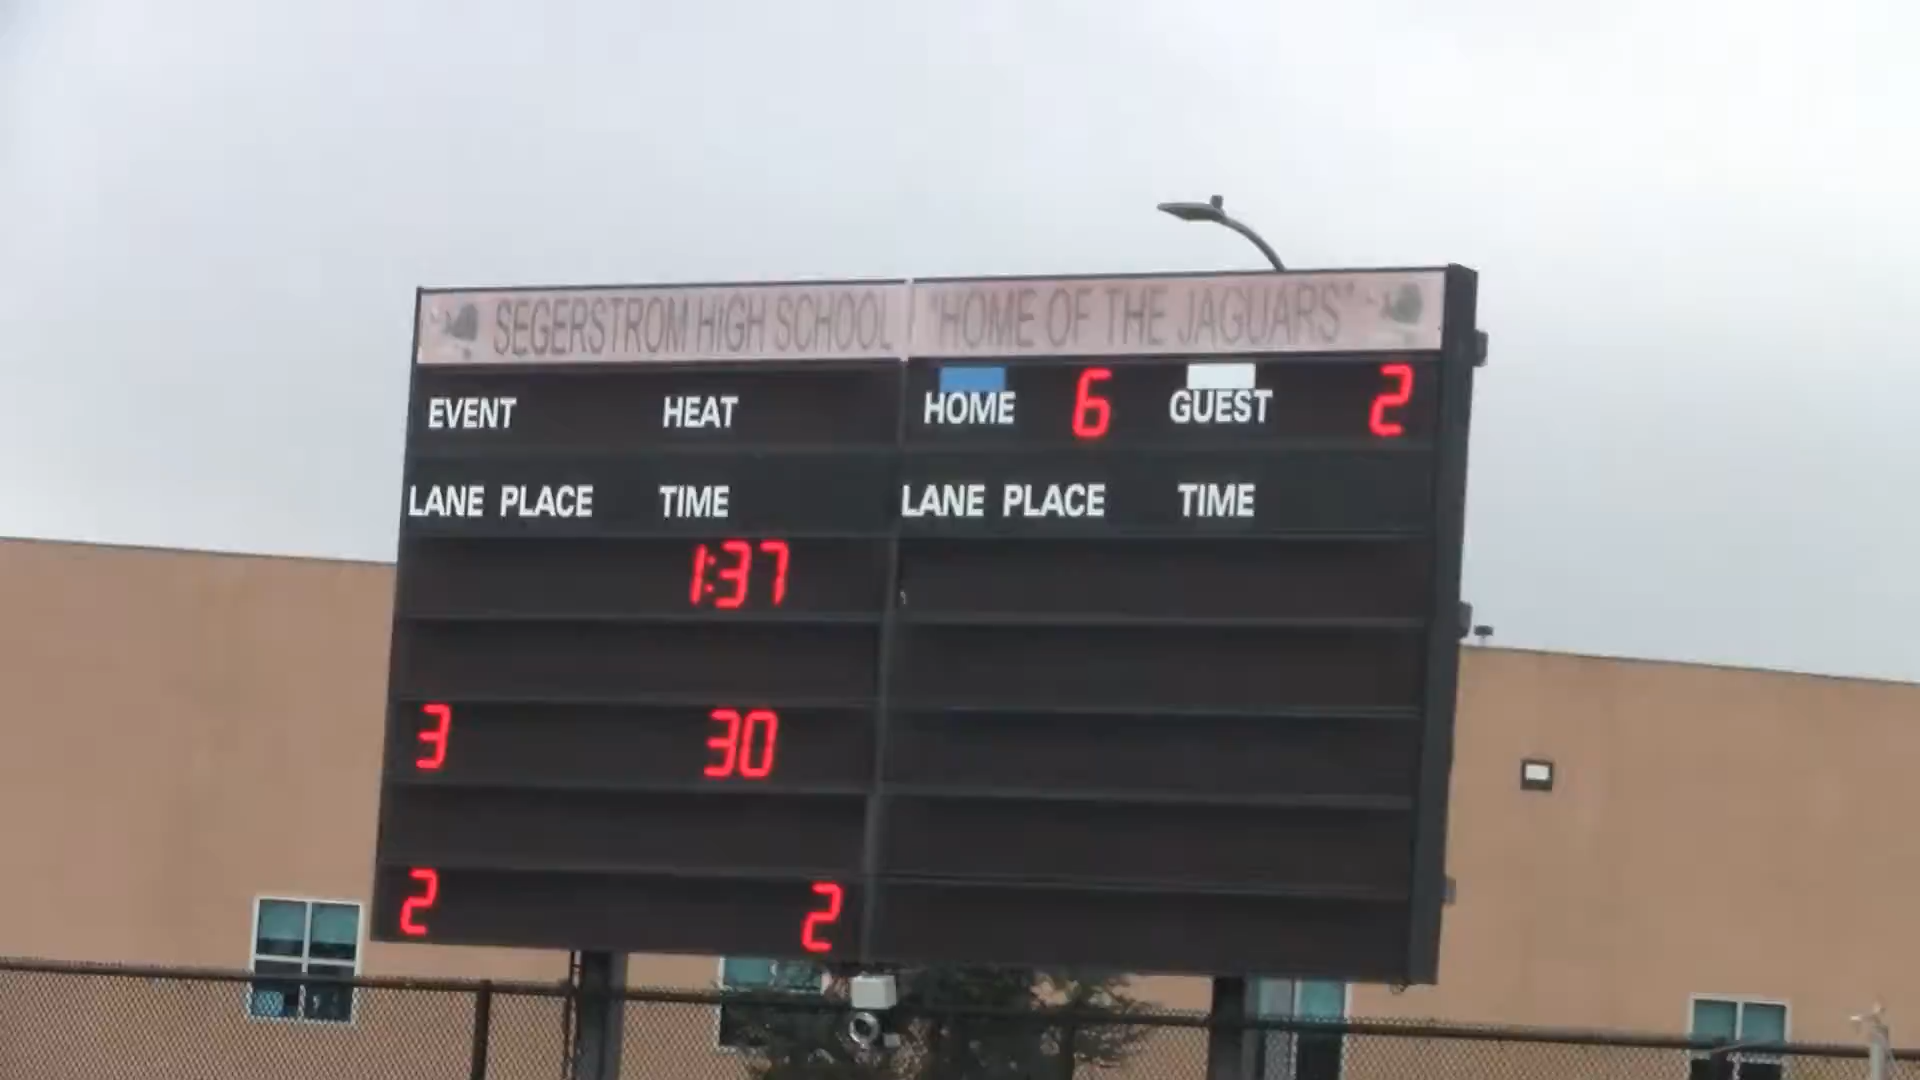 SEGERSTROM HIGH SCHOOL "HOME OF THE JAGUARS"
EVENT HEAT HOME 6 GUEST 2
LANE PLACE TIME LANE PLACE TIME
1:37
3 30
2 2